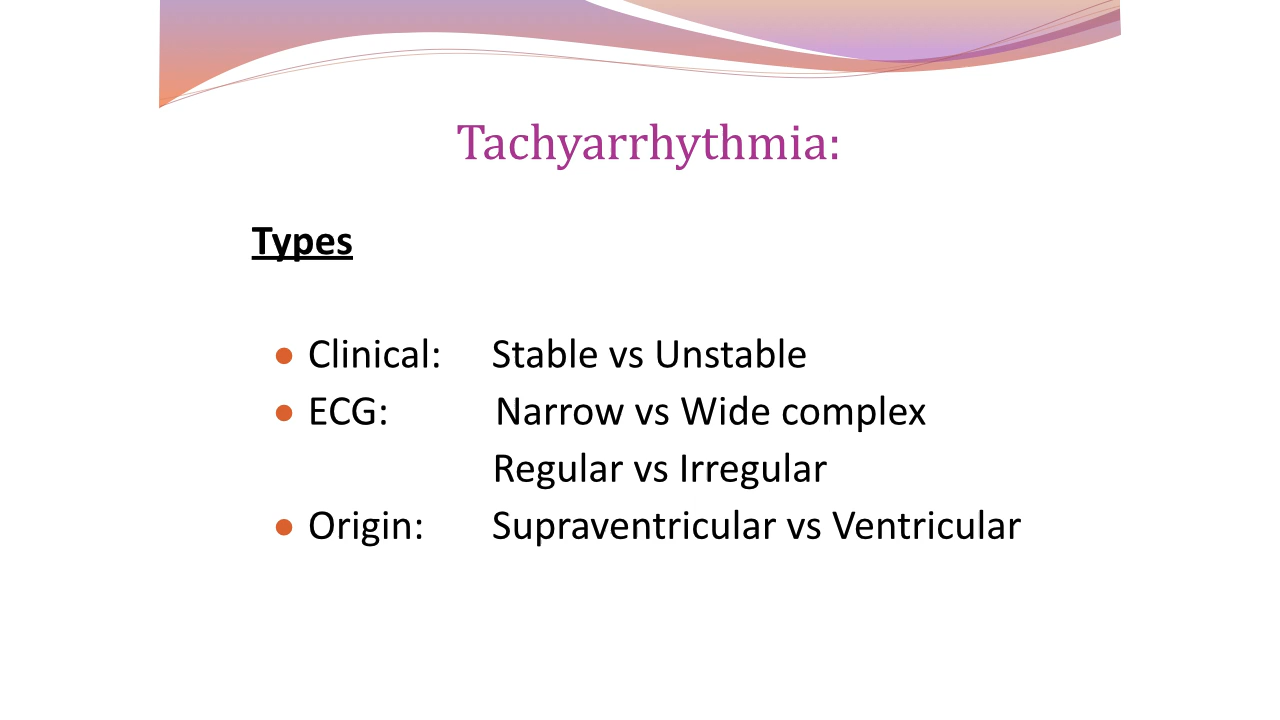 Tachyarrhythmia:
Types
● Clinical: Stable vs Unstable
● ECG: Narrow vs Wide complex
Regular vs Irregular
● Origin: Supraventricular vs Ventricular